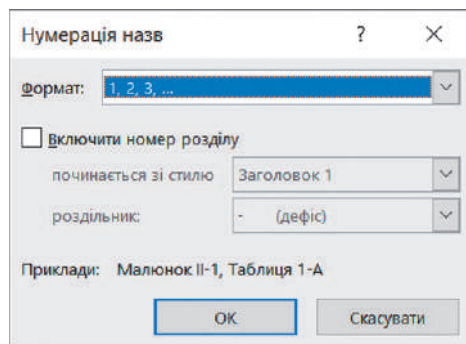 Нумерація назв ?
Формат: 1, 2, 3, ...
Включити номер розділу
починається зі стилю Заголовок 1
роздільник: - (дефіс)
Приклади: Малюнок II-1, Таблиця 1-A
OK Скасувати